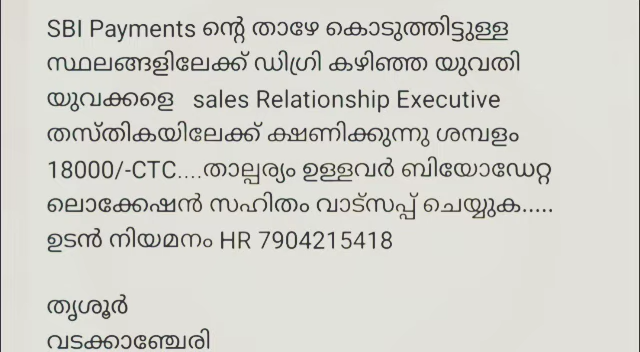 SBI Payments ന്റെ താഴേ കൊടുത്തിട്ടുള്ള
സ്ഥലങ്ങളിലേക്ക് ഡിഗ്രി കഴിഞ്ഞ യുവതി
യുവക്കളെ sales Relationship Executive
തസ്തികയിലേക്ക് ക്ഷണിക്കുന്നു ശമ്പളം
18000/-CTC....താല്പര്യം ഉള്ളവർ ബിയോഡേറ്റ
ലൊക്കേഷൻ സഹിതം വാട്സപ്പ് ചെയ്യുക.....
ഉടൻ നിയമനം HR 7904215418
തൃശൂർ
വടക്കാഞ്ചേരി